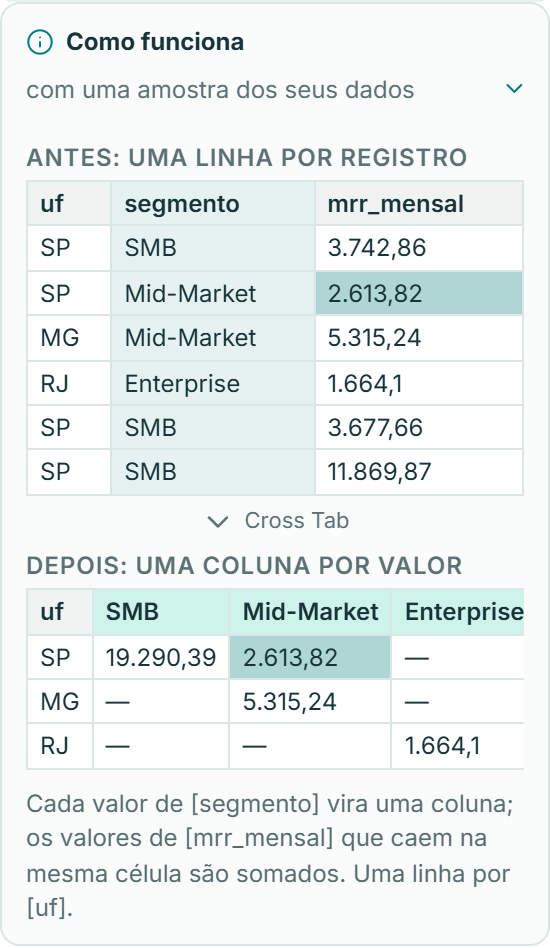 Como funciona
com uma amostra dos seus dados
ANTES: UMA LINHA POR REGISTRO
uf segmento mrr_mensal
SP SMB 3.742,86
SP Mid-Market 2.613,82
MG Mid-Market 5.315,24
RJ Enterprise 1.664,1
SP SMB 3.677,66
SP SMB 11.869,87
Cross Tab
DEPOIS: UMA COLUNA POR VALOR
uf SMB Mid-Market Enterprise
SP 19.290,39 2.613,82 —
MG — 5.315,24 —
RJ — — 1.664,1
Cada valor de [segmento] vira uma coluna;
os valores de [mrr_mensal] que caem na
mesma célula são somados. Uma linha por
[uf].